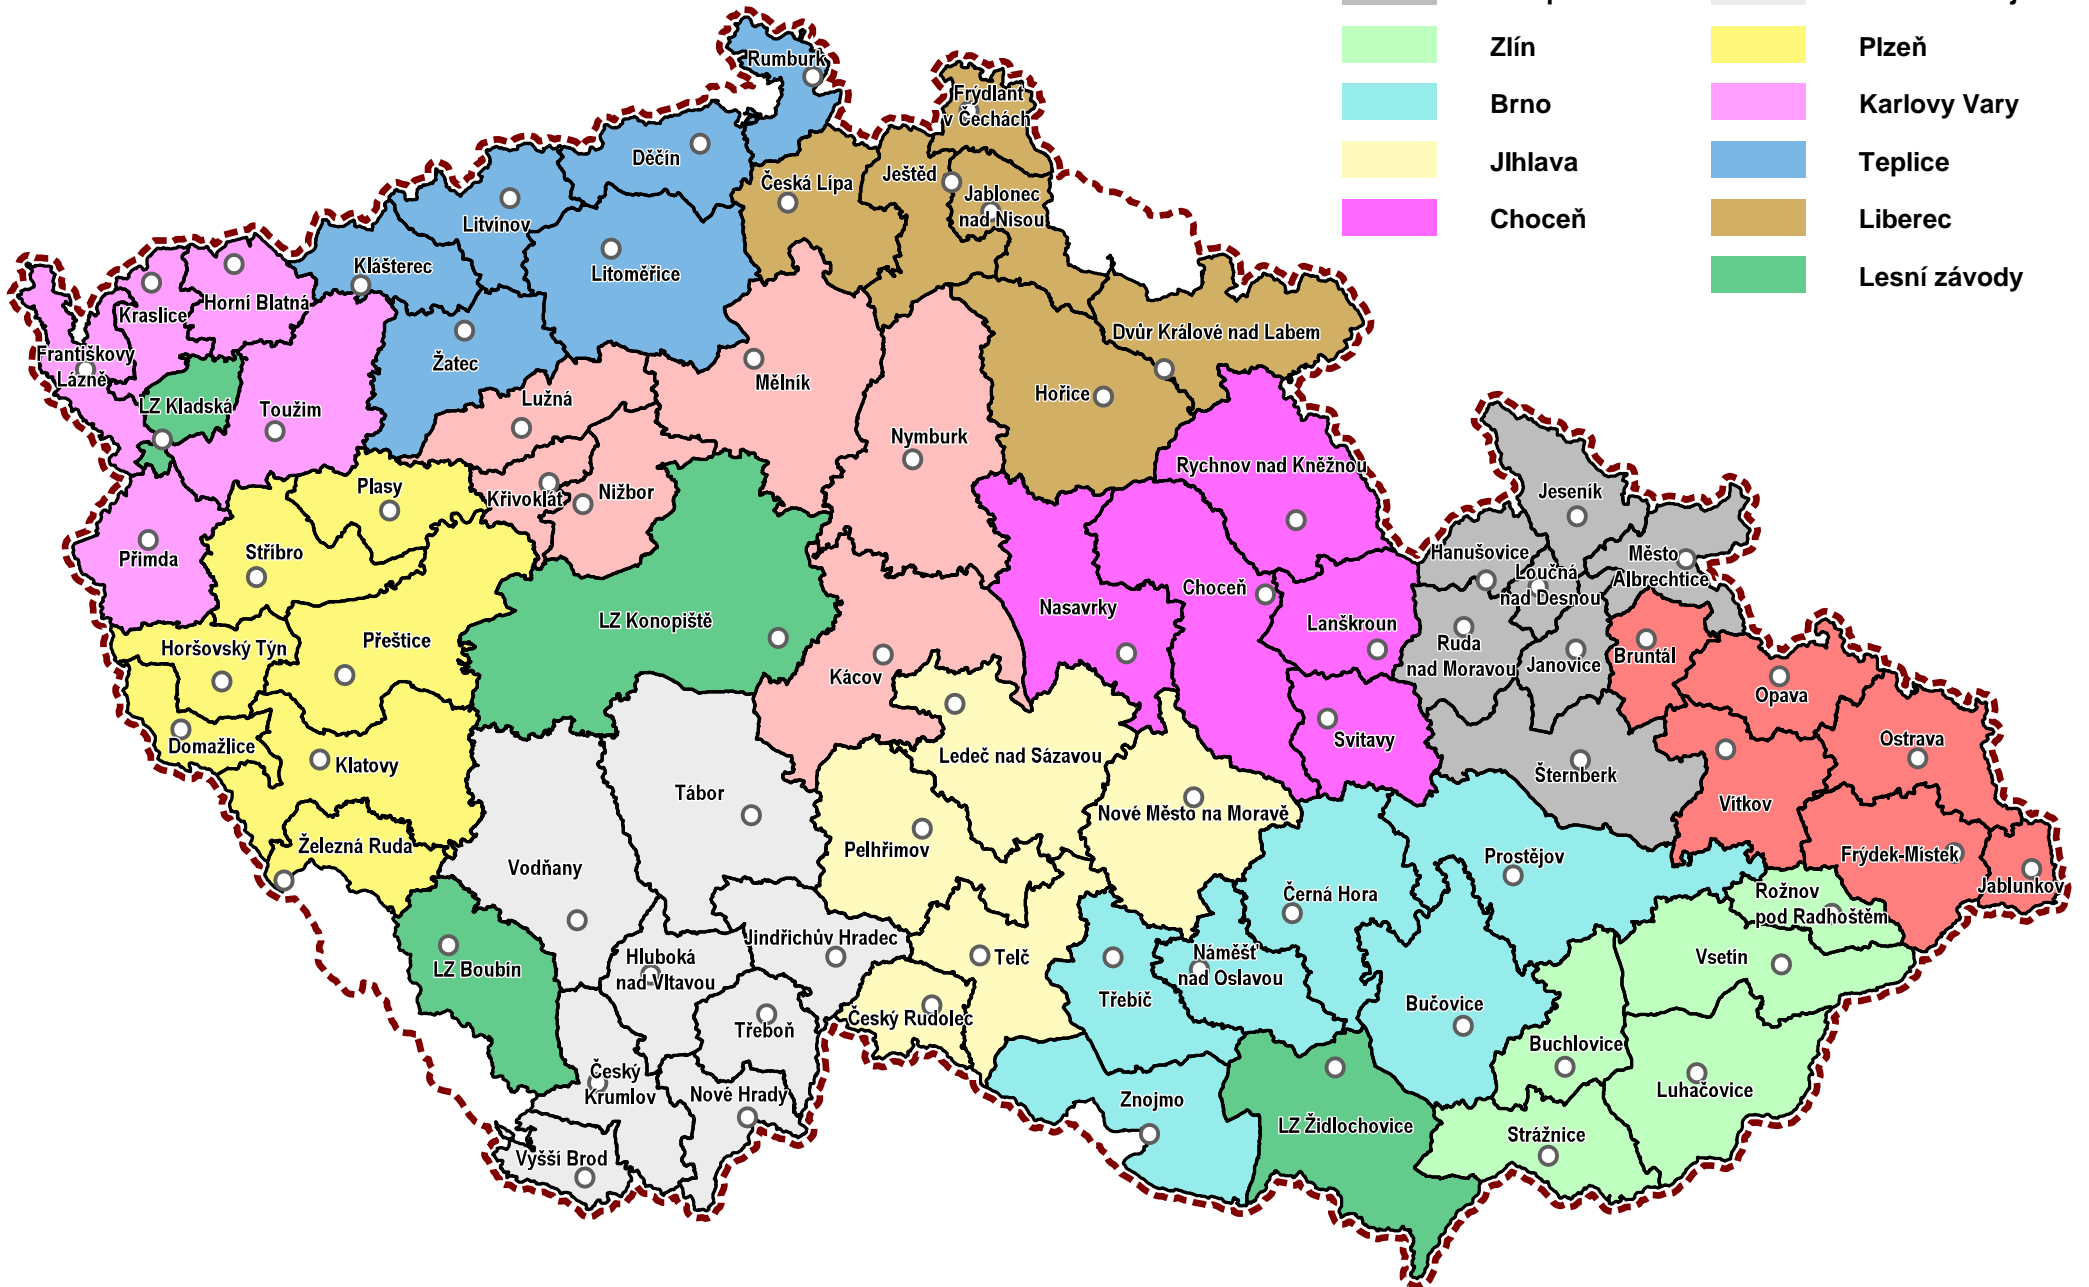 Zlín
Plzeň
Brno
Karlovy Vary
JIhlava
Teplice
Choceň
Liberec
Lesní závody
Rumburk
Frýdlant
v Čechách
Děčín
Česká Lípa
Ještěd
Jablonec
nad Nisou
Litvínov
Klášterec
Litoměřice
Horní Blatná
Kraslice
Dvůr Králové nad Labem
Františkovy
Lázně
Žatec
Mělník
Hořice
LZ Kladská
Toužim
Lužná
Nymburk
Rychnov nad Kněžnou
Plasy
Křivoklát
Nižbor
Jeseník
Přimda
Stříbro
Hanušovice
Město
Albrechtice
Loučná
nad Desnou
Choceň
Nasavrky
LZ Konopiště
Lanškroun
Horšovský Týn
Přeštice
Ruda
nad Moravou
Janovice
Bruntál
Kácov
Opava
Domažlice
Klatovy
Ledeč nad Sázavou
Svitavy
Ostrava
Šternberk
Tábor
Nové Město na Moravě
Vitkov
Železná Ruda
Pelhřimov
Prostějov
Frýdek-Místek
Vodňany
Černá Hora
Rožnov
pod Radhoštěm
Jablunkov
Jindřichův Hradec
LZ Boubín
Hluboká
nad Vltavou
Telč
Náměšť
nad Oslavou
Vsetín
Třebíč
Bučovice
Český Rudolec
Třeboň
Buchlovice
Český
Krumlov
Nové Hrady
Znojmo
Luhačovice
LZ Židlochovice
Strážnice
Vyšší Brod